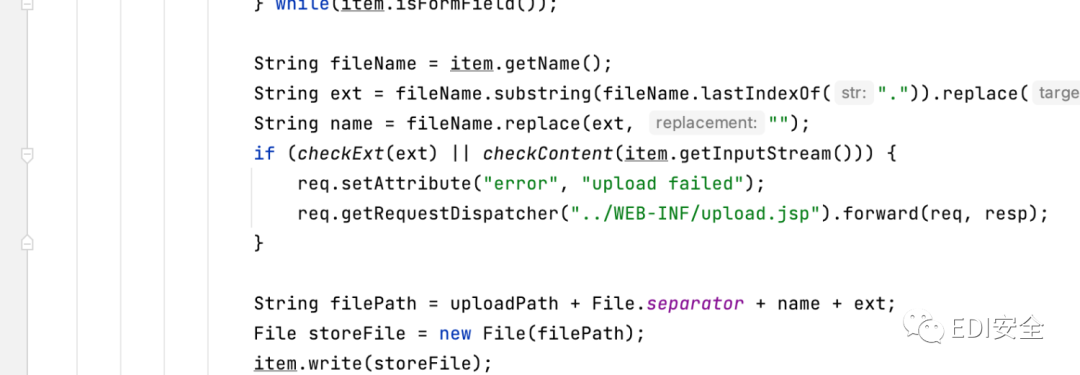 } while(item.isFormField());
String fileName = item.getName();
String ext = fileName.substring(fileName.lastIndexOf( str: ".")).replace( targe
String name = fileName.replace(ext, replacement: "");
if (checkExt(ext) || checkContent(item.getInputStream())) {
req.setAttribute("error", "upload failed");
req.getRequestDispatcher("../WEB-INF/upload.jsp").forward(req, resp);
}
String filePath = uploadPath + File.separator + name + ext;
File storeFile = new File(filePath);
item.write(storeFile);
EDI安全